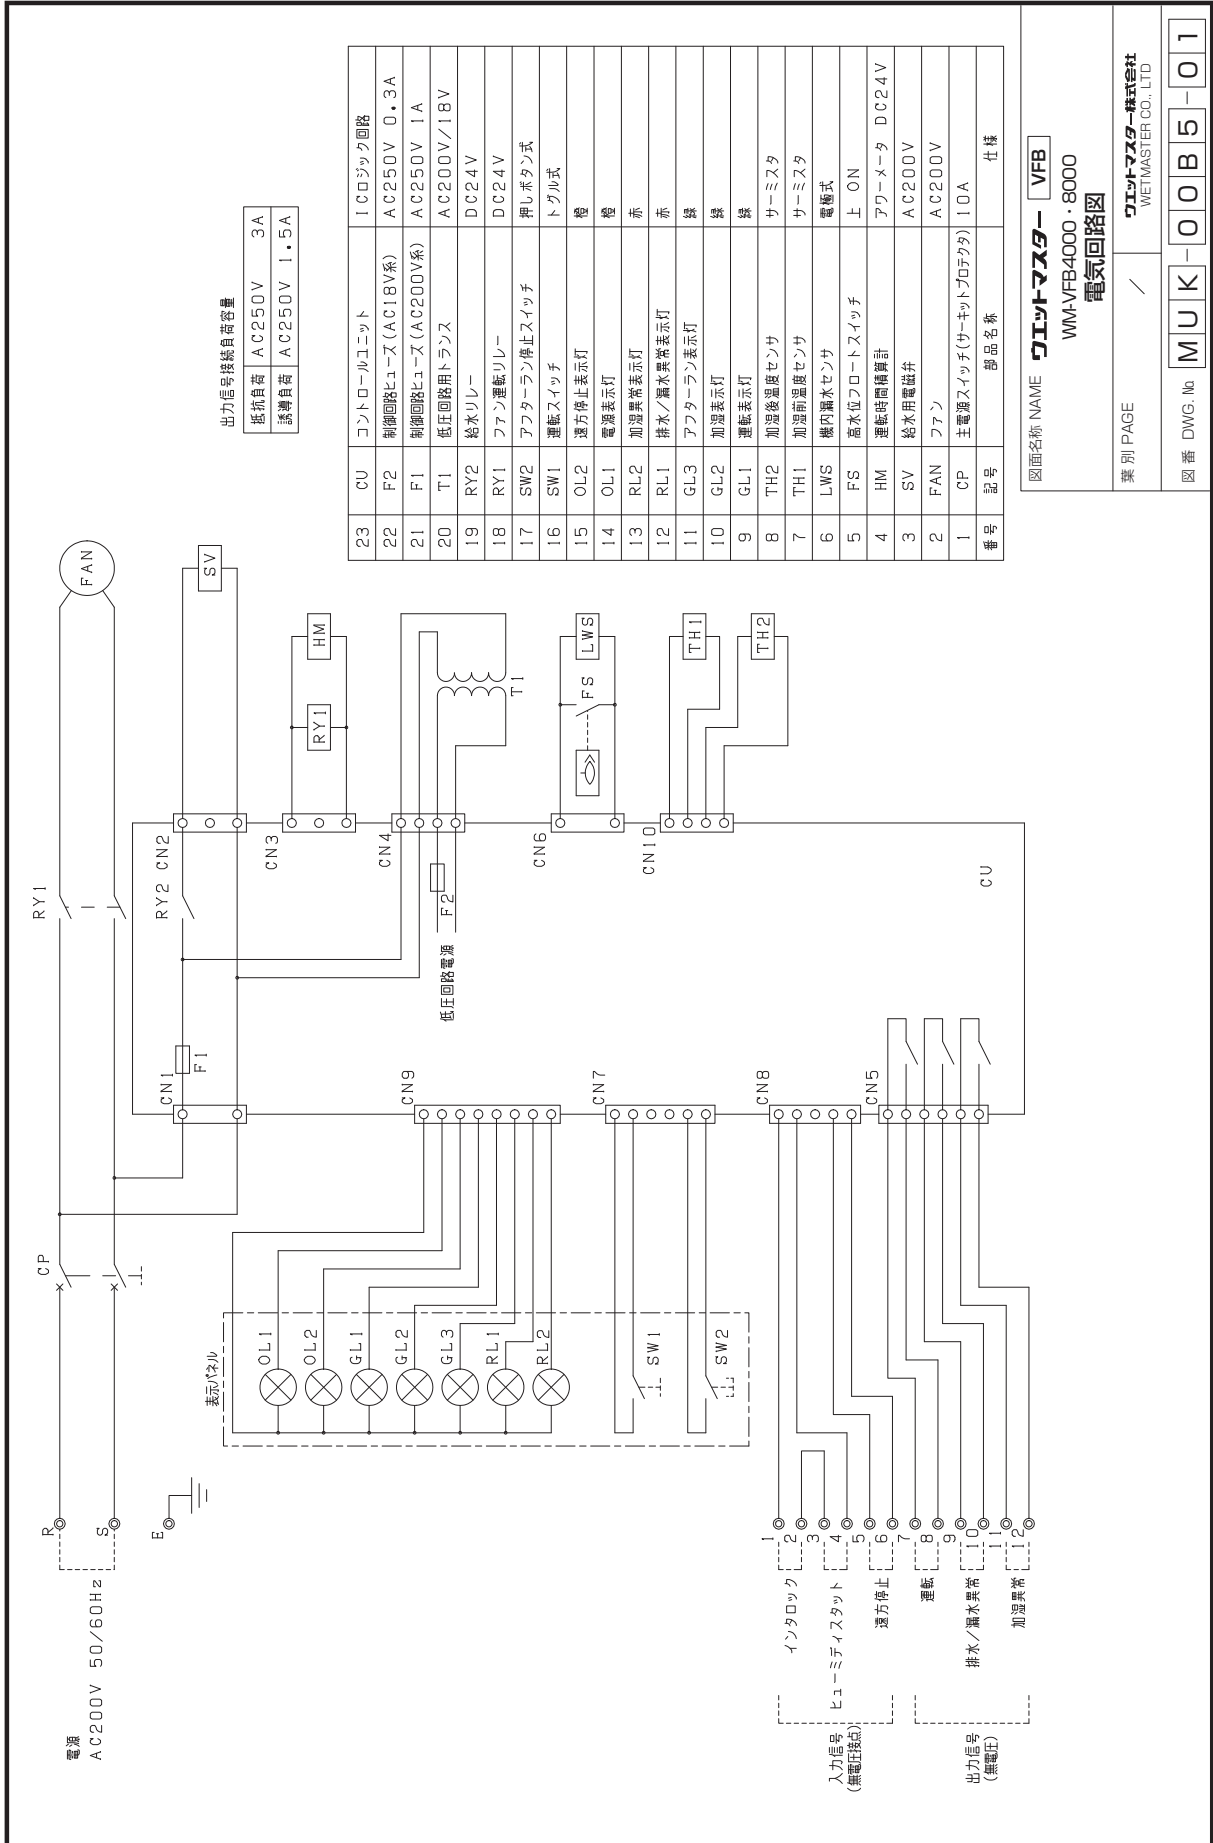 電源
AC200V 50/60Hz
R
S
E
CP
RY1
FAN
表示パネル
OL1
OL2
GL1
GL2
GL3
RL1
RL2
SW1
SW2
CN1
F1
RY2 CN2
SV
CN3
RY1
HM
CN9
CN4
F2
低圧回路電源
T1
CN7
CN6
FS
LWS
CN8
CN10
TH1
TH2
CN5
CU
入力信号
(無電圧接点)
インタロック
ヒューミディスタット
遠方停止
出力信号
(無電圧)
運転
排水/漏水異常
加湿異常
1
2
3
4
5
6
7
8
9
10
11
12
出力信号接続負荷容量
抵抗負荷 AC250V 3A
誘導負荷 AC250V 1.5A
23 CU コントロールユニット ICロジック回路
22 F2 制御回路ヒューズ(AC18V系) AC250V 0.3A
21 F1 制御回路ヒューズ(AC200V系) AC250V 1A
20 T1 低圧回路用トランス AC200V/18V
19 RY2 給水リレー DC24V
18 RY1 ファン運転リレー DC24V
17 SW2 アフターラン停止スイッチ 押しボタン式
16 SW1 運転スイッチ トグル式
15 OL2 遠方停止表示灯 橙
14 OL1 電源表示灯 橙
13 RL2 加湿異常表示灯 赤
12 RL1 排水/漏水異常表示灯 赤
11 GL3 アフターラン表示灯 緑
10 GL2 加湿表示灯 緑
9 GL1 運転表示灯 緑
8 TH2 加湿後温度センサ サーミスタ
7 TH1 加湿前温度センサ サーミスタ
6 LWS 機内漏水センサ 電極式
5 FS 高水位フロートスイッチ 上 ON
4 HM 運転時間積算計 アワーメータ DC24V
3 SV 給水用電磁弁 AC200V
2 FAN ファン AC200V
1 CP 主電源スイッチ(サーキットプロテクタ) 10A
番号 記号 部品名称 仕様
図面名称 NAME ウエットマスター VFB
WM-VFB4000・8000
電気回路図
葉別 PAGE /
ウエットマスター株式会社
WETMASTER CO., LTD
図番 DWG. № MUK-00B5-01